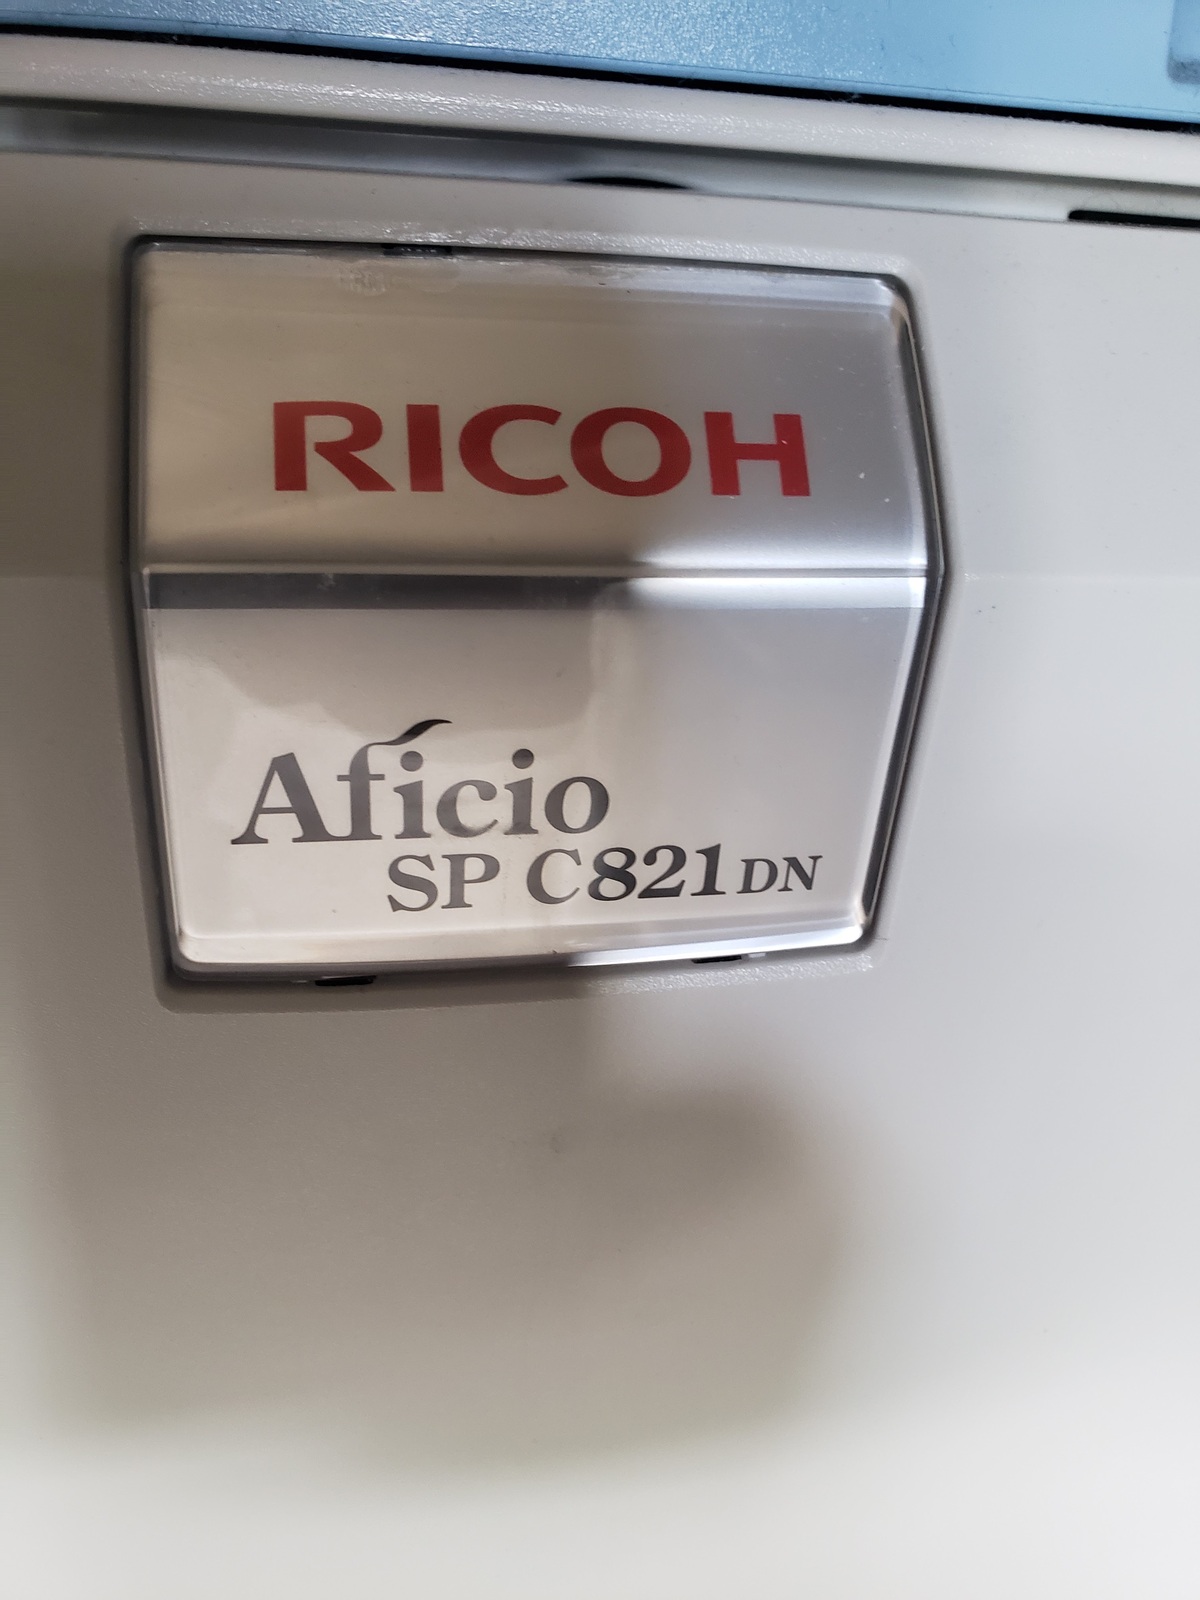 RICOH
Aficio
SP C821DN